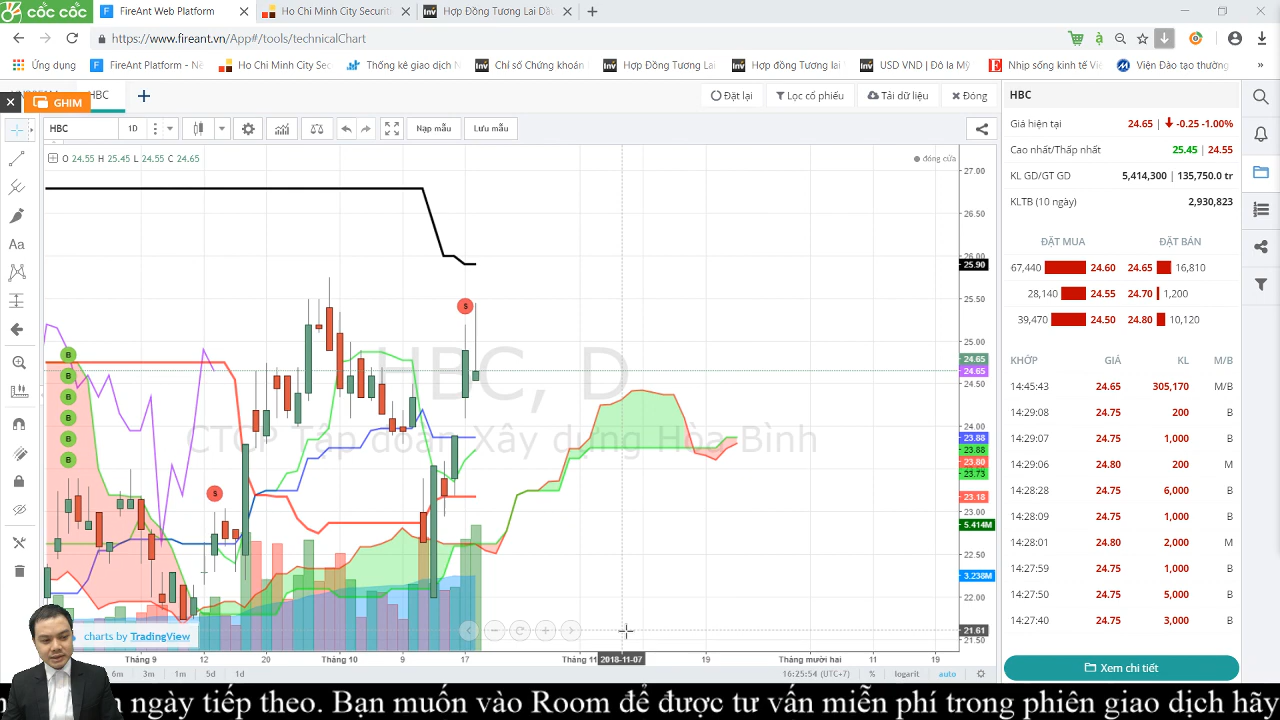 cốc cốc
FireAnt Web Platform
Ho Chi Minh City Securiti
Hợp Đồng Tương Lai Dầu
https://www.fireant.vn/App#/tools/technicalChart
Ứng dụng
FireAnt Platform - Nề
Ho Chi Minh City Sec
Thống kê giao dịch N
Chỉ số Chứng khoán
Hợp Đồng Tương Lai
Hợp đồng Tương lai
USD VND | Đô la Mỹ
Nhịp sống kinh tế Vi
Viện Đào tạo thường
»
GHIM
HBC
Lọc cổ phiếu
Tải dữ liệu
Đóng
HBC
HBC
1D
Nạp mẫu
Lưu mẫu
Giá hiện tại
24.65 | -0.25 -1.00%
O 24.55 H 25.45 L 24.55 C 24.65
đóng cửa
Cao nhất/Thấp nhất
25.45 | 24.55
KL GD/GT GD
5,414,300 | 135,750.0 tr
KLTB (10 ngày)
2,930,823
27.00
26.50
25.90
25.50
25.00
24.65
24.65
24.50
24.00
23.88
23.88
23.80
23.73
23.18
23.00
5.414M
22.50
3.238M
22.00
21.61
21.50
HBC, D
CTCP Tập đoàn Xây dựng Hòa Bình
S
S
B
B
B
B
B
B
Aa
ĐẶT MUA
ĐẶT BÁN
67,440 24.60 24.65 16,810
28,140 24.55 24.70 1,200
39,470 24.50 24.80 10,120
KHỚP GIÁ KL M/B
14:45:43 24.65 305,170 M/B
14:29:08 24.75 200 B
14:29:07 24.75 1,000 B
14:29:06 24.80 200 M
14:28:28 24.75 6,000 B
14:28:09 24.75 1,000 B
14:28:01 24.80 2,000 M
14:27:59 24.75 1,000 B
14:27:50 24.75 5,000 B
14:27:40 24.75 3,000 B
Xem chi tiết
charts by TradingView
Tháng 9
12
20
Tháng 10
9
17
Tháng 11
2018-11-07
19
Tháng mười hai
11
19
6m
3m
1m
5d
1d
16:25:54 (UTC+7)
%
logarit
auto
ngày tiếp theo. Bạn muốn vào Room để được tư vấn miễn phí trong phiên giao dịch hãy